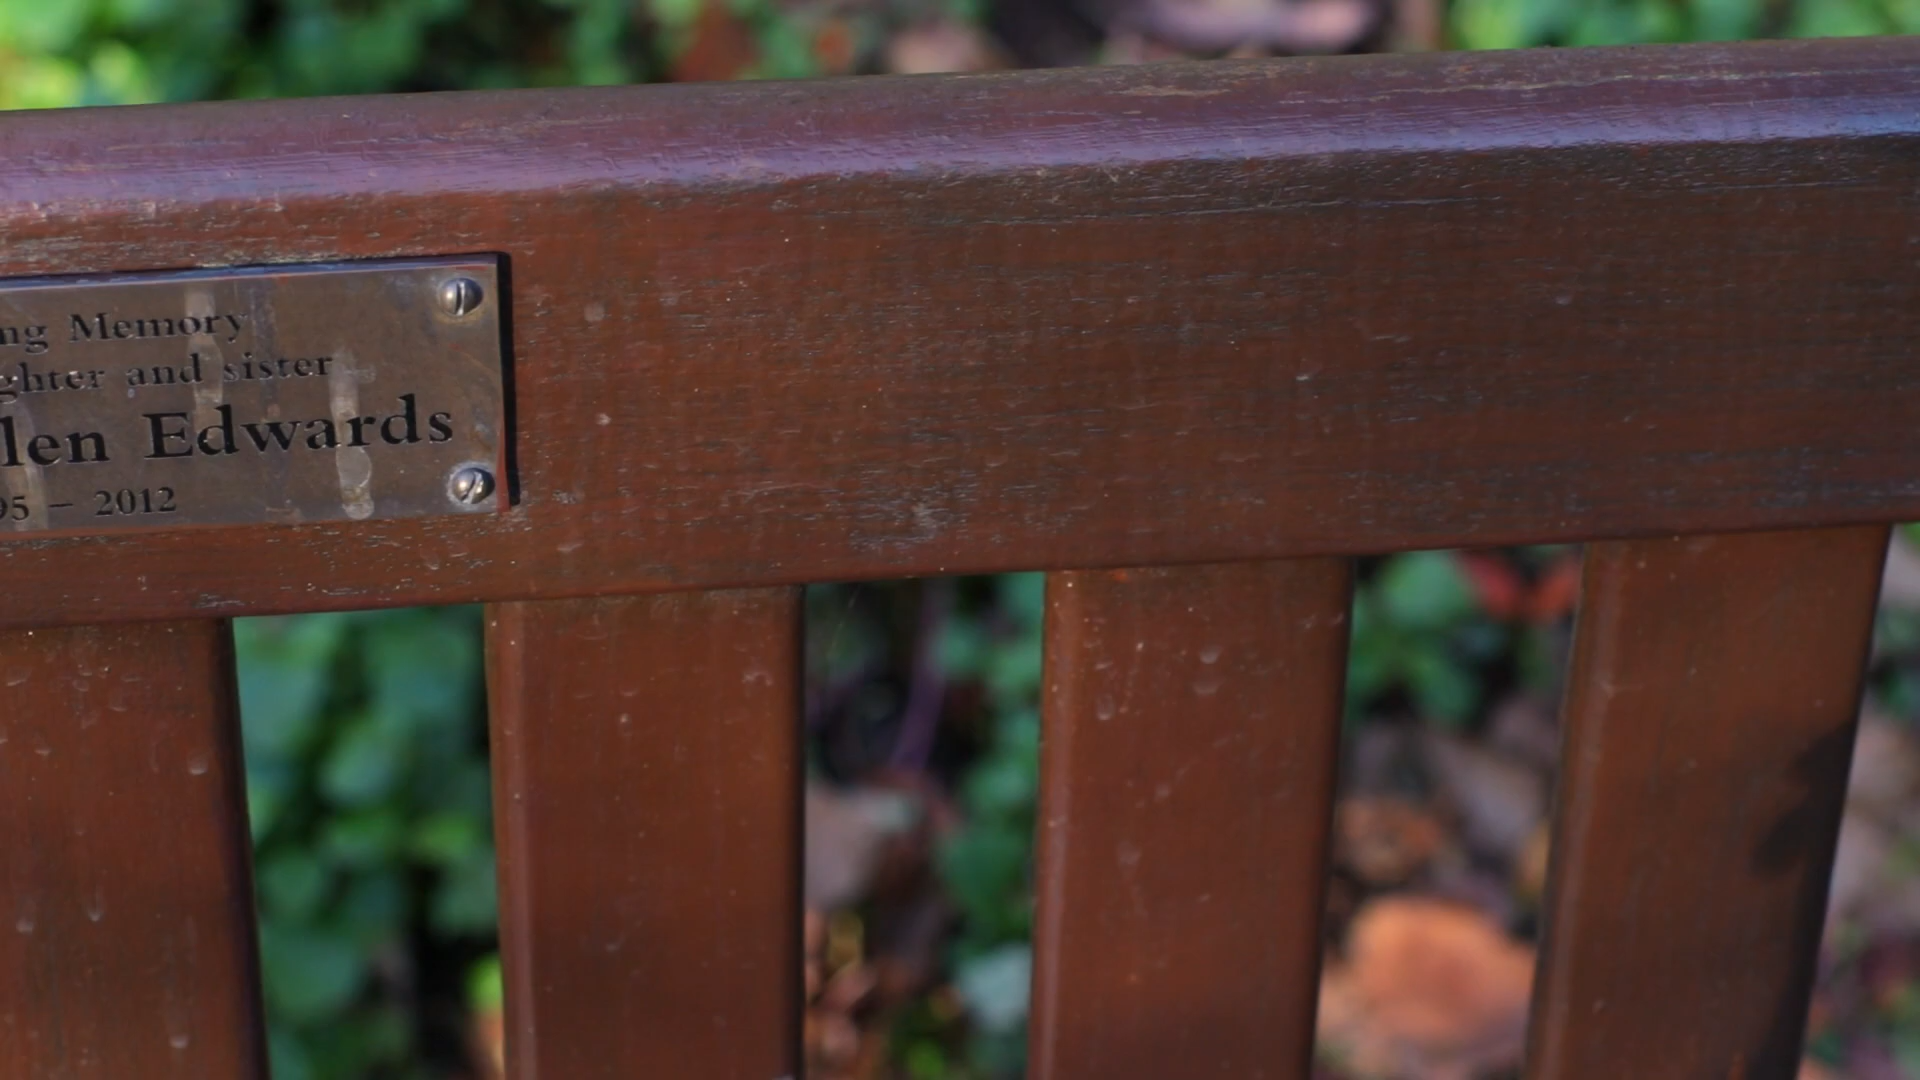 ng Memory
ghter and sister
len Edwards
95 – 2012